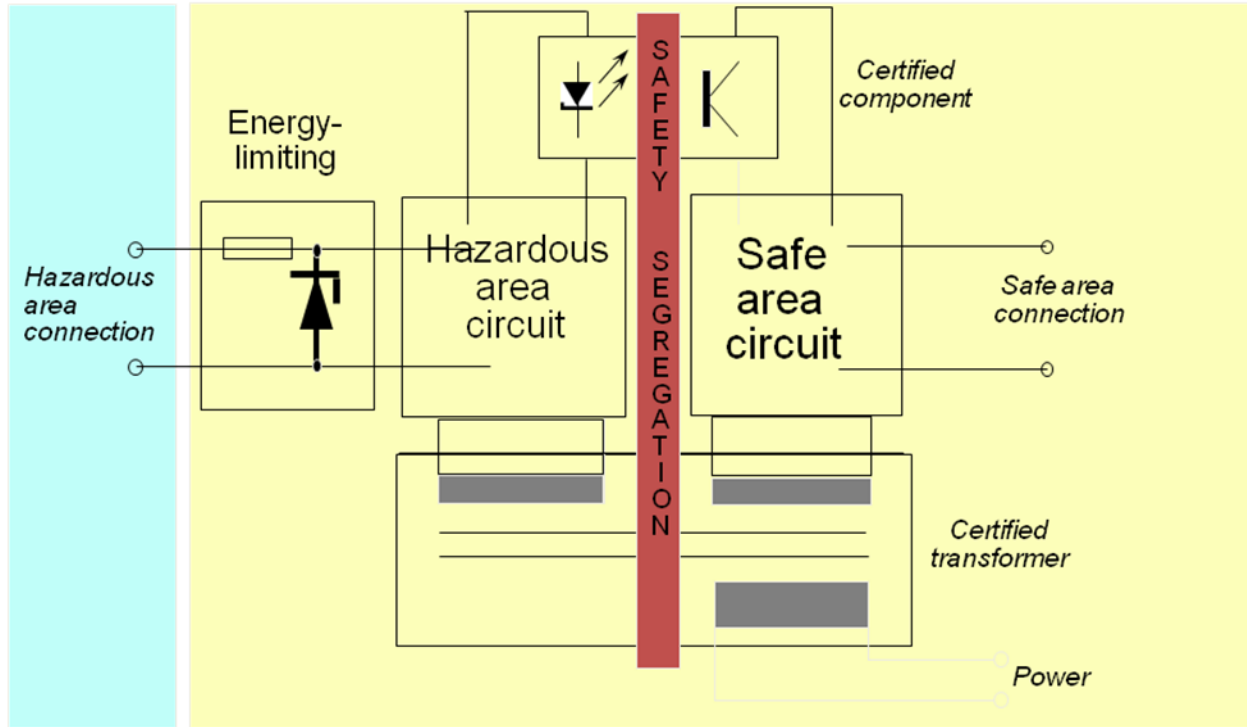 Energy-
limiting
Hazardous
area
connection
Hazardous
area
circuit
SAFETY SEGREGATION
Safe
area
circuit
Certified
component
Safe area
connection
Certified
transformer
Power